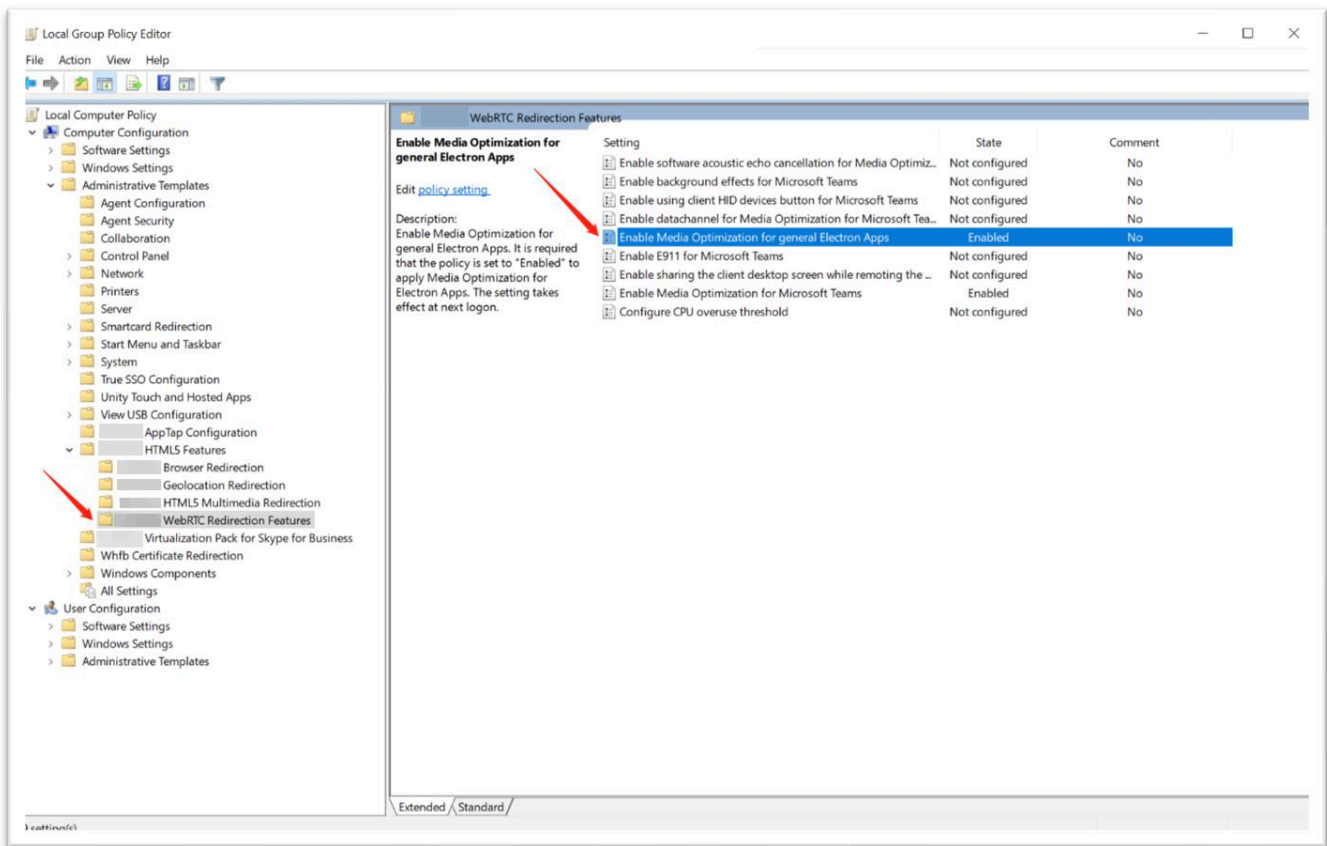 Local Group Policy Editor
File Action View Help
Local Computer Policy
Computer Configuration
Software Settings
Windows Settings
Administrative Templates
Agent Configuration
Agent Security
Collaboration
Control Panel
Network
Printers
Server
Smartcard Redirection
Start Menu and Taskbar
System
True SSO Configuration
Unity Touch and Hosted Apps
View USB Configuration
AppTap Configuration
HTML5 Features
Browser Redirection
Geolocation Redirection
HTML5 Multimedia Redirection
WebRTC Redirection Features
Virtualization Pack for Skype for Business
Whfb Certificate Redirection
Windows Components
All Settings
User Configuration
Software Settings
Windows Settings
Administrative Templates
WebRTC Redirection Features
Enable Media Optimization for
general Electron Apps
Edit policy setting
Description:
Enable Media Optimization for
general Electron Apps. It is required
that the policy is set to "Enabled" to
apply Media Optimization for
Electron Apps. The setting takes
effect at next logon.
Setting State Comment
Enable software acoustic echo cancellation for Media Optimiz... Not configured No
Enable background effects for Microsoft Teams Not configured No
Enable using client HID devices button for Microsoft Teams Not configured No
Enable datachannel for Media Optimization for Microsoft Tea... Not configured No
Enable Media Optimization for general Electron Apps Enabled No
Enable E911 for Microsoft Teams Not configured No
Enable sharing the client desktop screen while remoting the ... Not configured No
Enable Media Optimization for Microsoft Teams Enabled No
Configure CPU overuse threshold Not configured No
Extended Standard
setting(s)